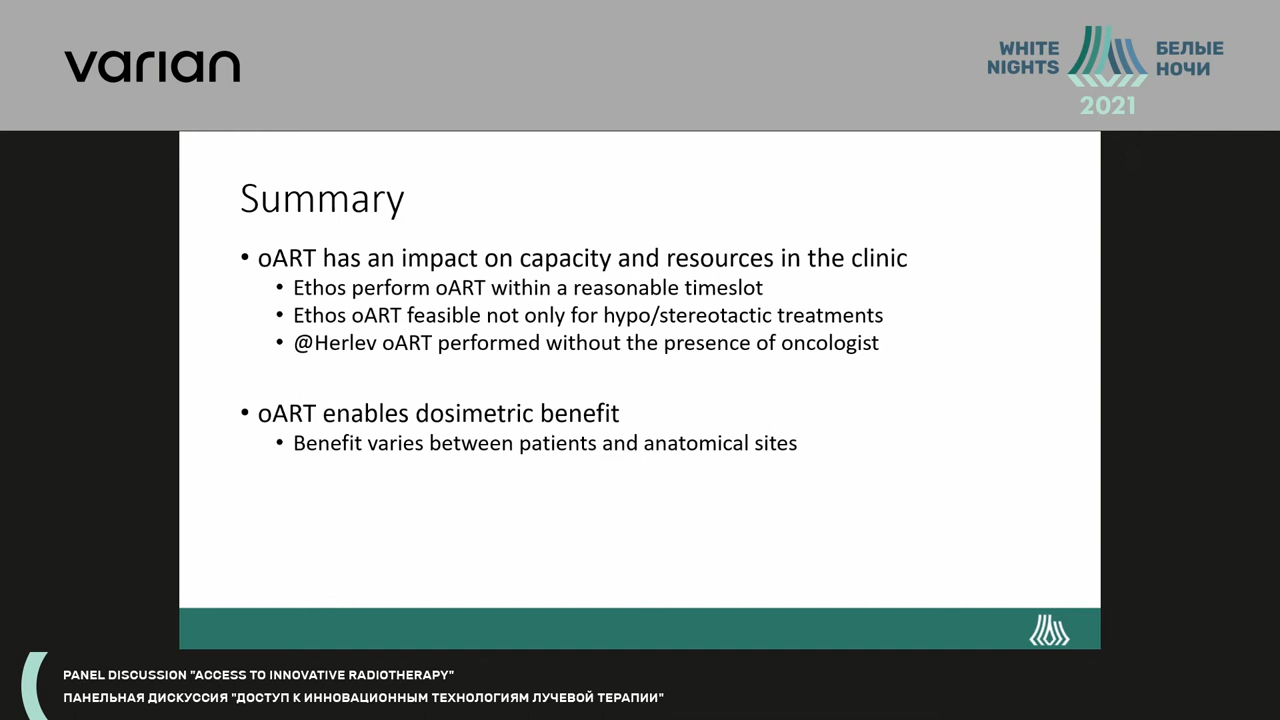 varian
WHITE NIGHTS
БЕЛЫЕ НОЧИ
2021
Summary
• oART has an impact on capacity and resources in the clinic
• Ethos perform oART within a reasonable timeslot
• Ethos oART feasible not only for hypo/stereotactic treatments
• @Herlev oART performed without the presence of oncologist
• oART enables dosimetric benefit
• Benefit varies between patients and anatomical sites
PANEL DISCUSSION "ACCESS TO INNOVATIVE RADIOTHERAPY"
ПАНЕЛЬНАЯ ДИСКУССИЯ "ДОСТУП К ИННОВАЦИОННЫМ ТЕХНОЛОГИЯМ ЛУЧЕВОЙ ТЕРАПИИ"